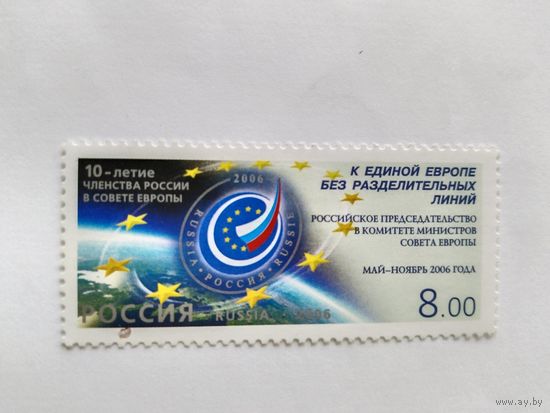 10-летие
ЧЛЕНСТВА РОССИИ
В СОВЕТЕ ЕВРОПЫ
2006
RUSSIA • РОССИЯ • RUSSIE
К ЕДИНОЙ ЕВРОПЕ
БЕЗ РАЗДЕЛИТЕЛЬНЫХ
ЛИНИЙ
РОССИЙСКОЕ ПРЕДСЕДАТЕЛЬСТВО
В КОМИТЕТЕ МИНИСТРОВ
СОВЕТА ЕВРОПЫ
МАЙ–НОЯБРЬ 2006 ГОДА
РОССИЯ RUSSIA 2006
8.00
www.ay.by